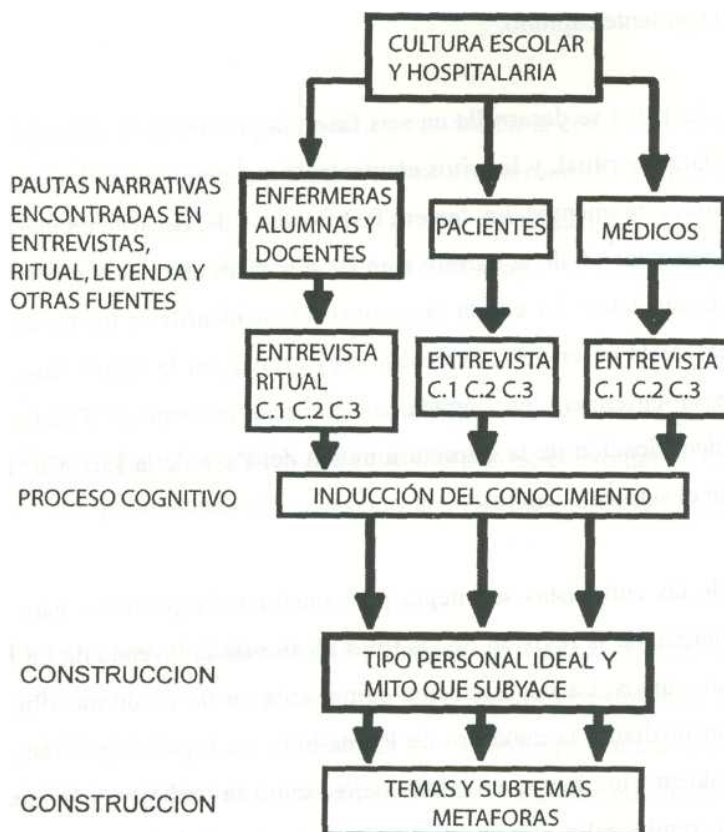 CULTURA ESCOLAR
Y HOSPITALARIA
PAUTAS NARRATIVAS
ENCONTRADAS EN
ENTREVISTAS,
RITUAL, LEYENDA Y
OTRAS FUENTES
ENFERMERAS
ALUMNAS Y
DOCENTES
PACIENTES
MÉDICOS
ENTREVISTA
RITUAL
C.1 C.2 C.3
ENTREVISTA
C.1 C.2 C.3
ENTREVISTA
C.1 C.2 C.3
PROCESO COGNITIVO
INDUCCIÓN DEL CONOCIMIENTO
CONSTRUCCION
TIPO PERSONAL IDEAL Y
MITO QUE SUBYACE
CONSTRUCCION
TEMAS Y SUBTEMAS
METAFORAS